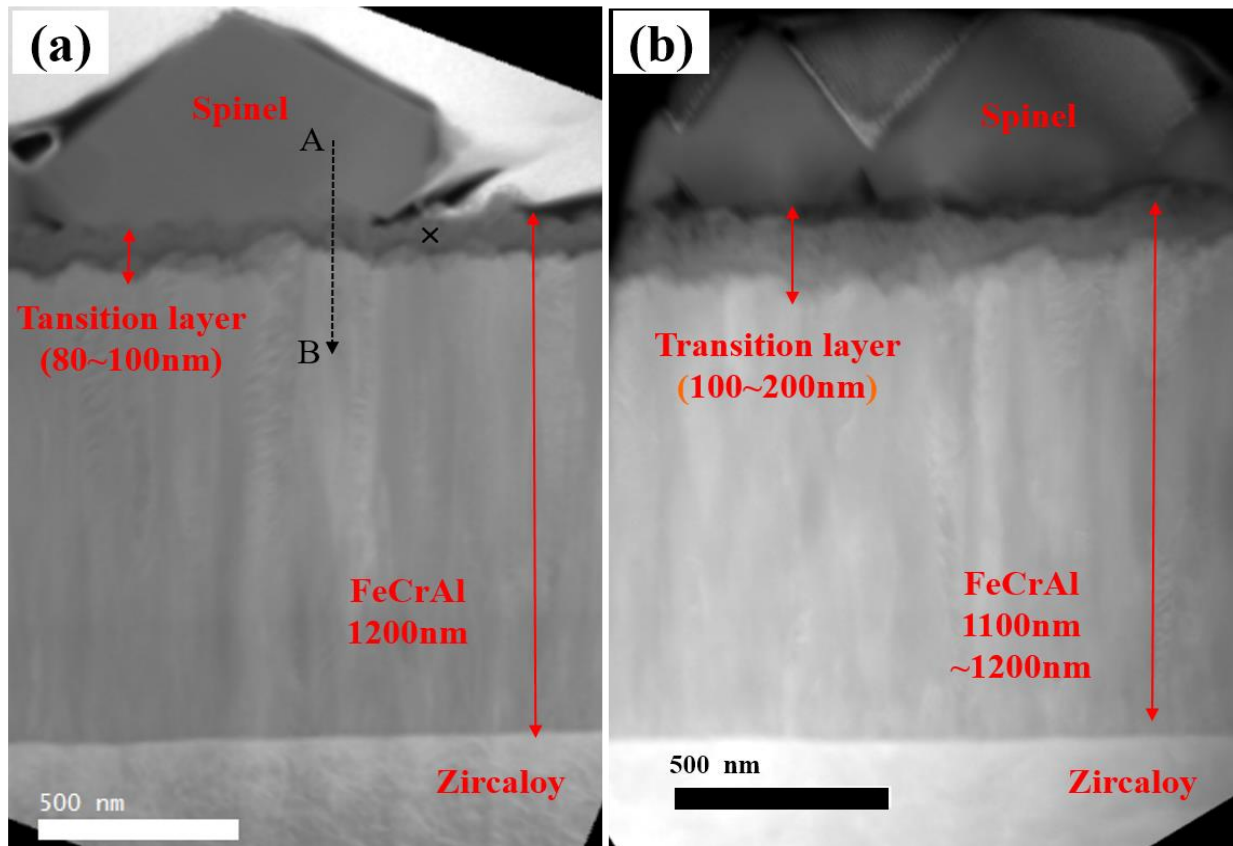 (a)
Spinel
A
×
Tansition layer
(80~100nm)
B
FeCrAl
1200nm
Zircaloy
500 nm
(b)
Spinel
Transition layer
(100~200nm)
FeCrAl
1100nm
~1200nm
500 nm
Zircaloy